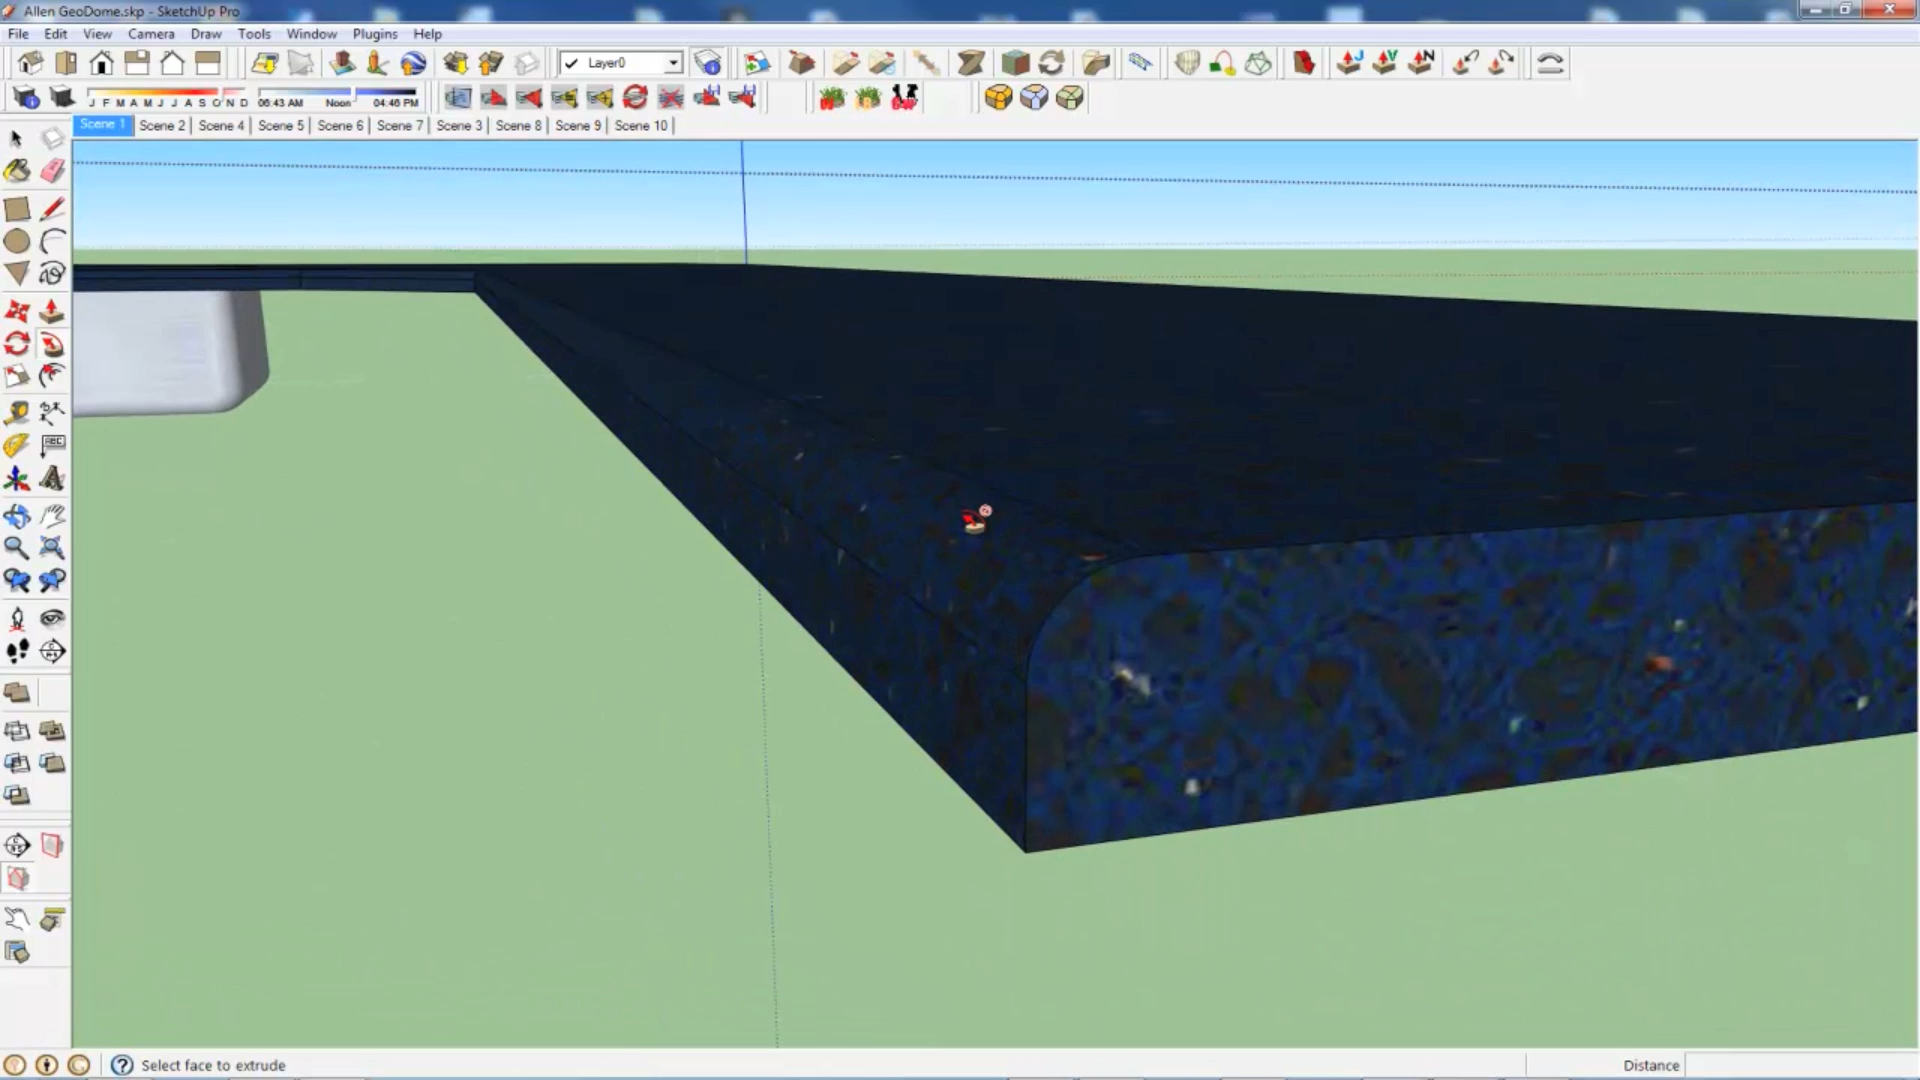 Allen GeoDome.skp - SketchUp Pro
File Edit View Camera Draw Tools Window Plugins Help
Layer0
J F M A M J J A S O N D 06:43 AM Noon 04:46 PM
Scene 1 Scene 2 Scene 4 Scene 5 Scene 6 Scene 7 Scene 3 Scene 8 Scene 9 Scene 10
ABC
Select face to extrude
Distance